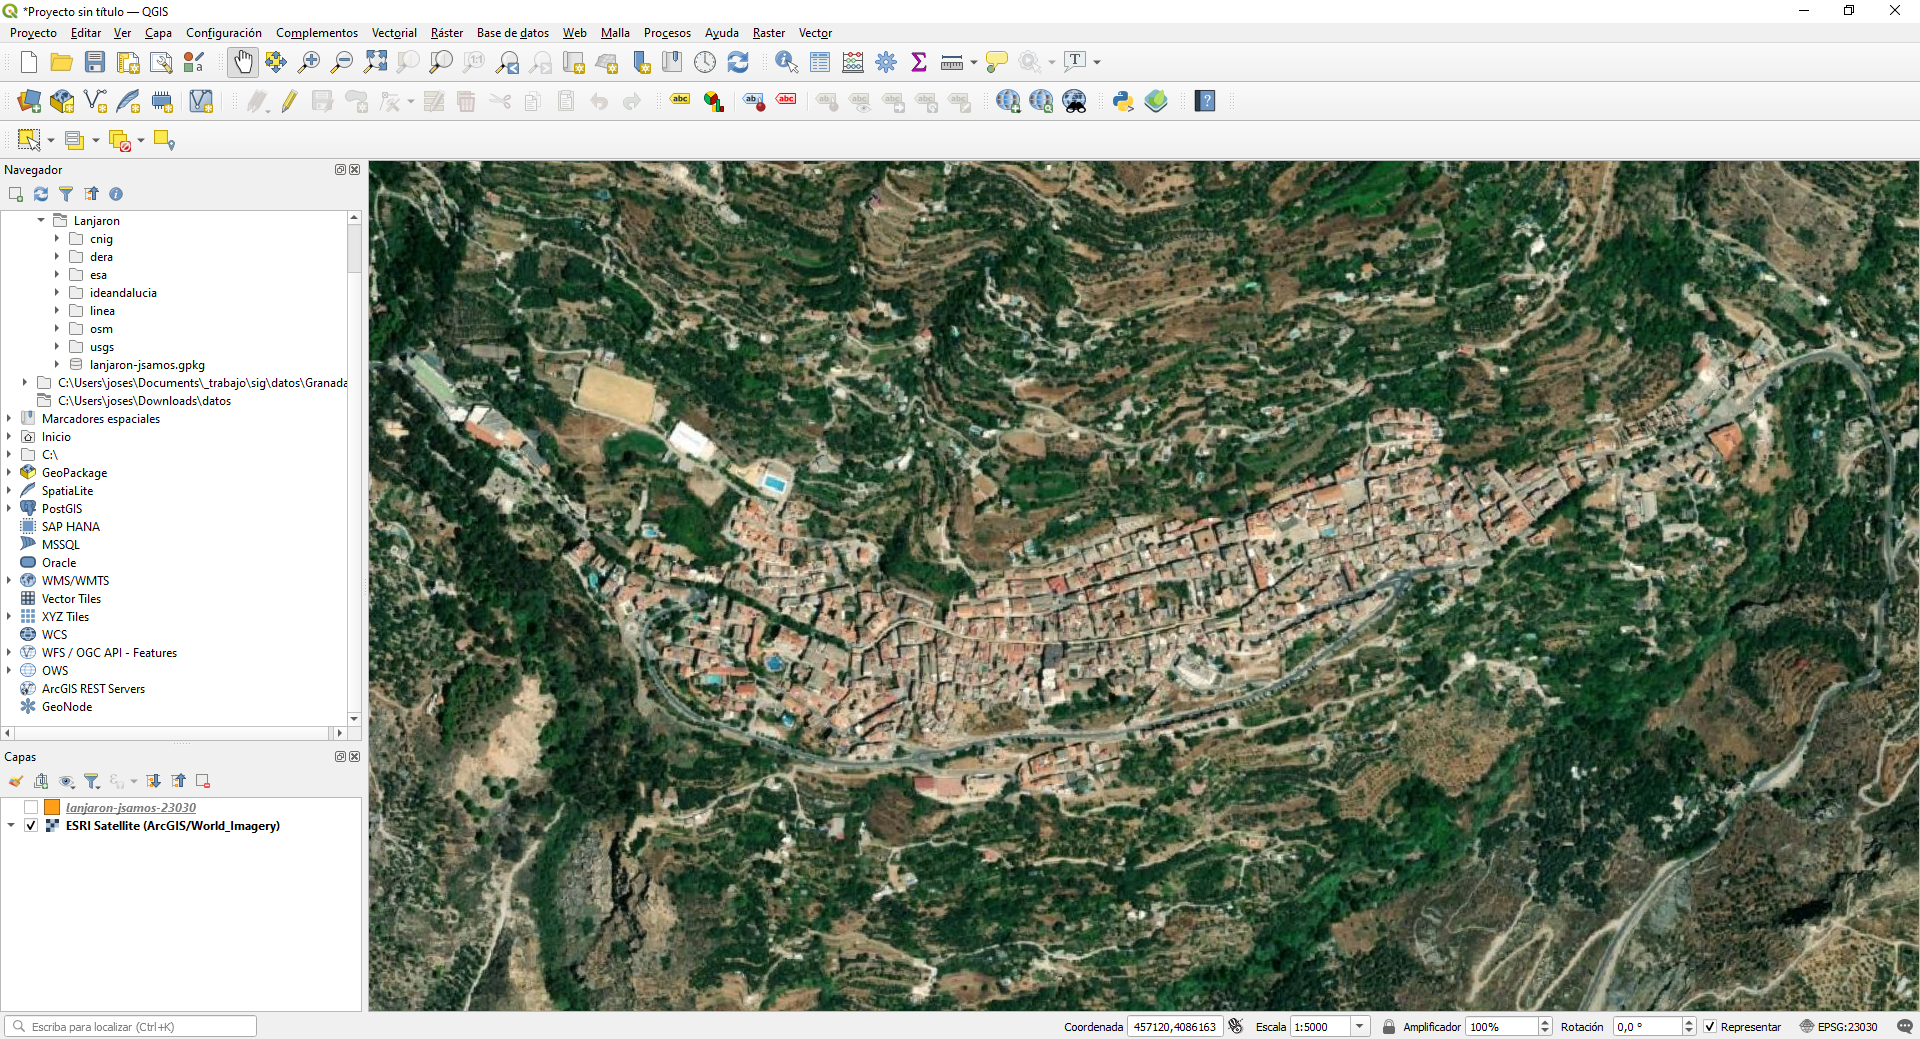 *Proyecto sin título — QGIS
Proyecto Editar Ver Capa Configuración Complementos Vectorial Ráster Base de datos Web Malla Procesos Ayuda Raster Vector
Navegador
Lanjaron
cnig
dera
esa
ideandalucia
linea
osm
usgs
lanjaron-jsamos.gpkg
C:\Users\joses\Documents\_trabajo\sig\datos\Granada
C:\Users\joses\Downloads\datos
Marcadores espaciales
Inicio
C:\
GeoPackage
SpatiaLite
PostGIS
SAP HANA
MSSQL
Oracle
WMS/WMTS
Vector Tiles
XYZ Tiles
WCS
WFS / OGC API - Features
OWS
ArcGIS REST Servers
GeoNode
Capas
lanjaron-jsamos-23030
ESRI Satellite (ArcGIS/World_Imagery)
Escriba para localizar (Ctrl+K)
Coordenada 457120,4086163 Escala 1:5000 Amplificador 100% Rotación 0,0 ° Representar EPSG:23030